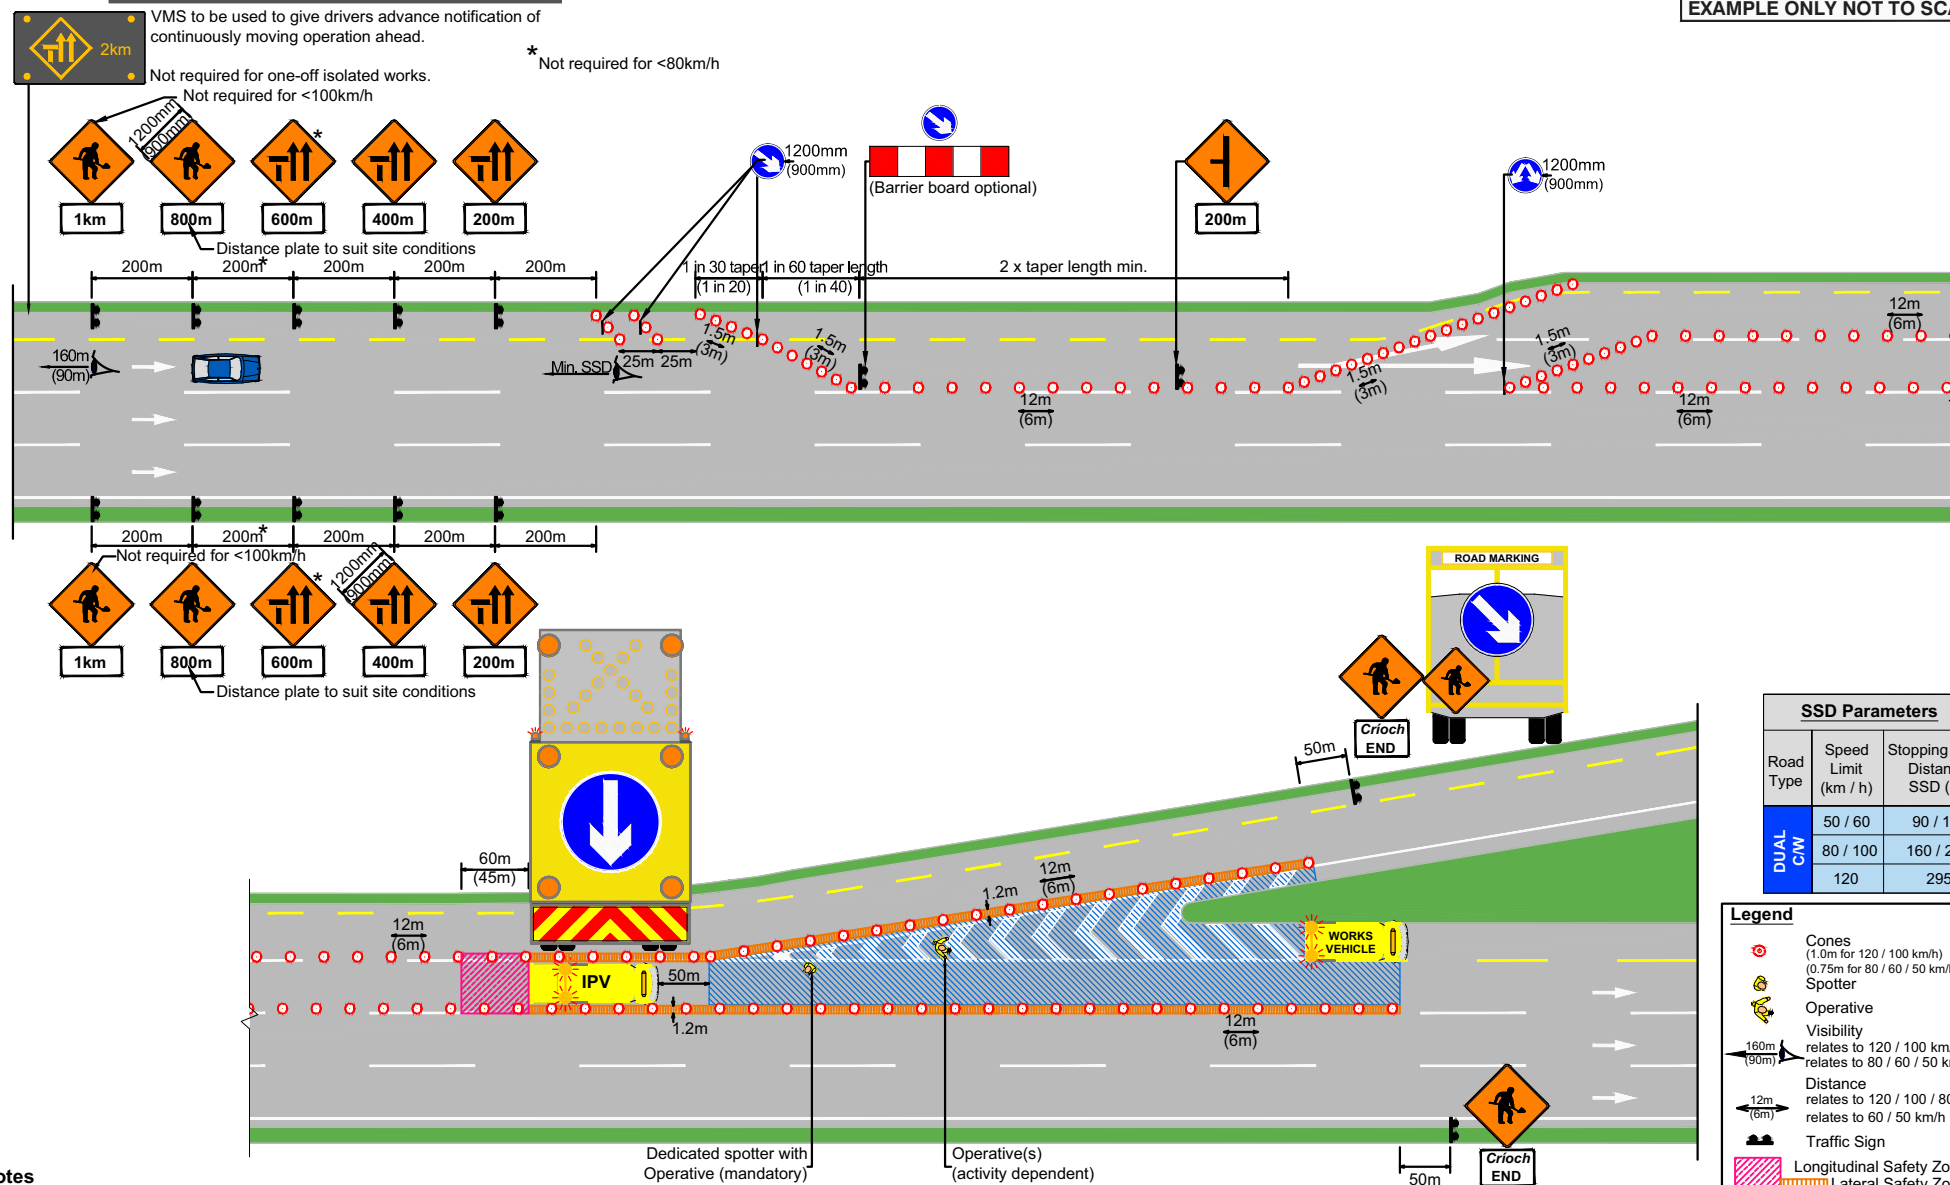 EXAMPLE ONLY NOT TO
VMS to be used to give drivers advance notification of
continuously moving operation ahead.
2km
*Not required for <80km/h
Not required for one-off isolated works.
Not required for <100km/h
1200mm
(900mm)
*
1km
800m
600m
400m
200m
Distance plate to suit site conditions
1200mm
(900mm)
(Barrier board optional)
200m
1200mm
(900mm)
200m
200m*
200m
200m
200m
1 in 30 taper
(1 in 20)
1 in 60 taper length
(1 in 40)
2 x taper length min.
160m
(90m)
Min. SSD
25m
25m
1.5m
(3m)
1.5m
(3m)
12m
(6m)
1.5m
(3m)
1.5m
(3m)
12m
(6m)
12m
(6m)
200m
200m*
200m
200m
200m
Not required for <100km/h
*
1200mm
(900mm)
1km
800m
600m
400m
200m
Distance plate to suit site conditions
ROAD MARKING
Críoch
END
50m
60m
(45m)
12m
(6m)
IPV
50m
1.2m
1.2m
12m
(6m)
WORKS
VEHICLE
12m
(6m)
Dedicated spotter with
Operative (mandatory)
Operative(s)
(activity dependent)
50m
Críoch
END
SSD Parameters
Road
Type
Speed
Limit
(km / h)
Stopping
SSD
DUAL
C/W
50 / 60
90 /
80 / 100
160 /
120
295
Legend
Cones
(1.0m for 120 / 100 km/h)
(0.75m for 80 / 60 / 50
Spotter
Operative
Visibility
160m
(90m)
relates to 120 / 100
relates to 80 / 60 / 50
Distance
12m
(6m)
relates to 120 / 100 / 80
relates to 60 / 50 km/h
Traffic Sign
Longitudinal Safety
Lateral Safety